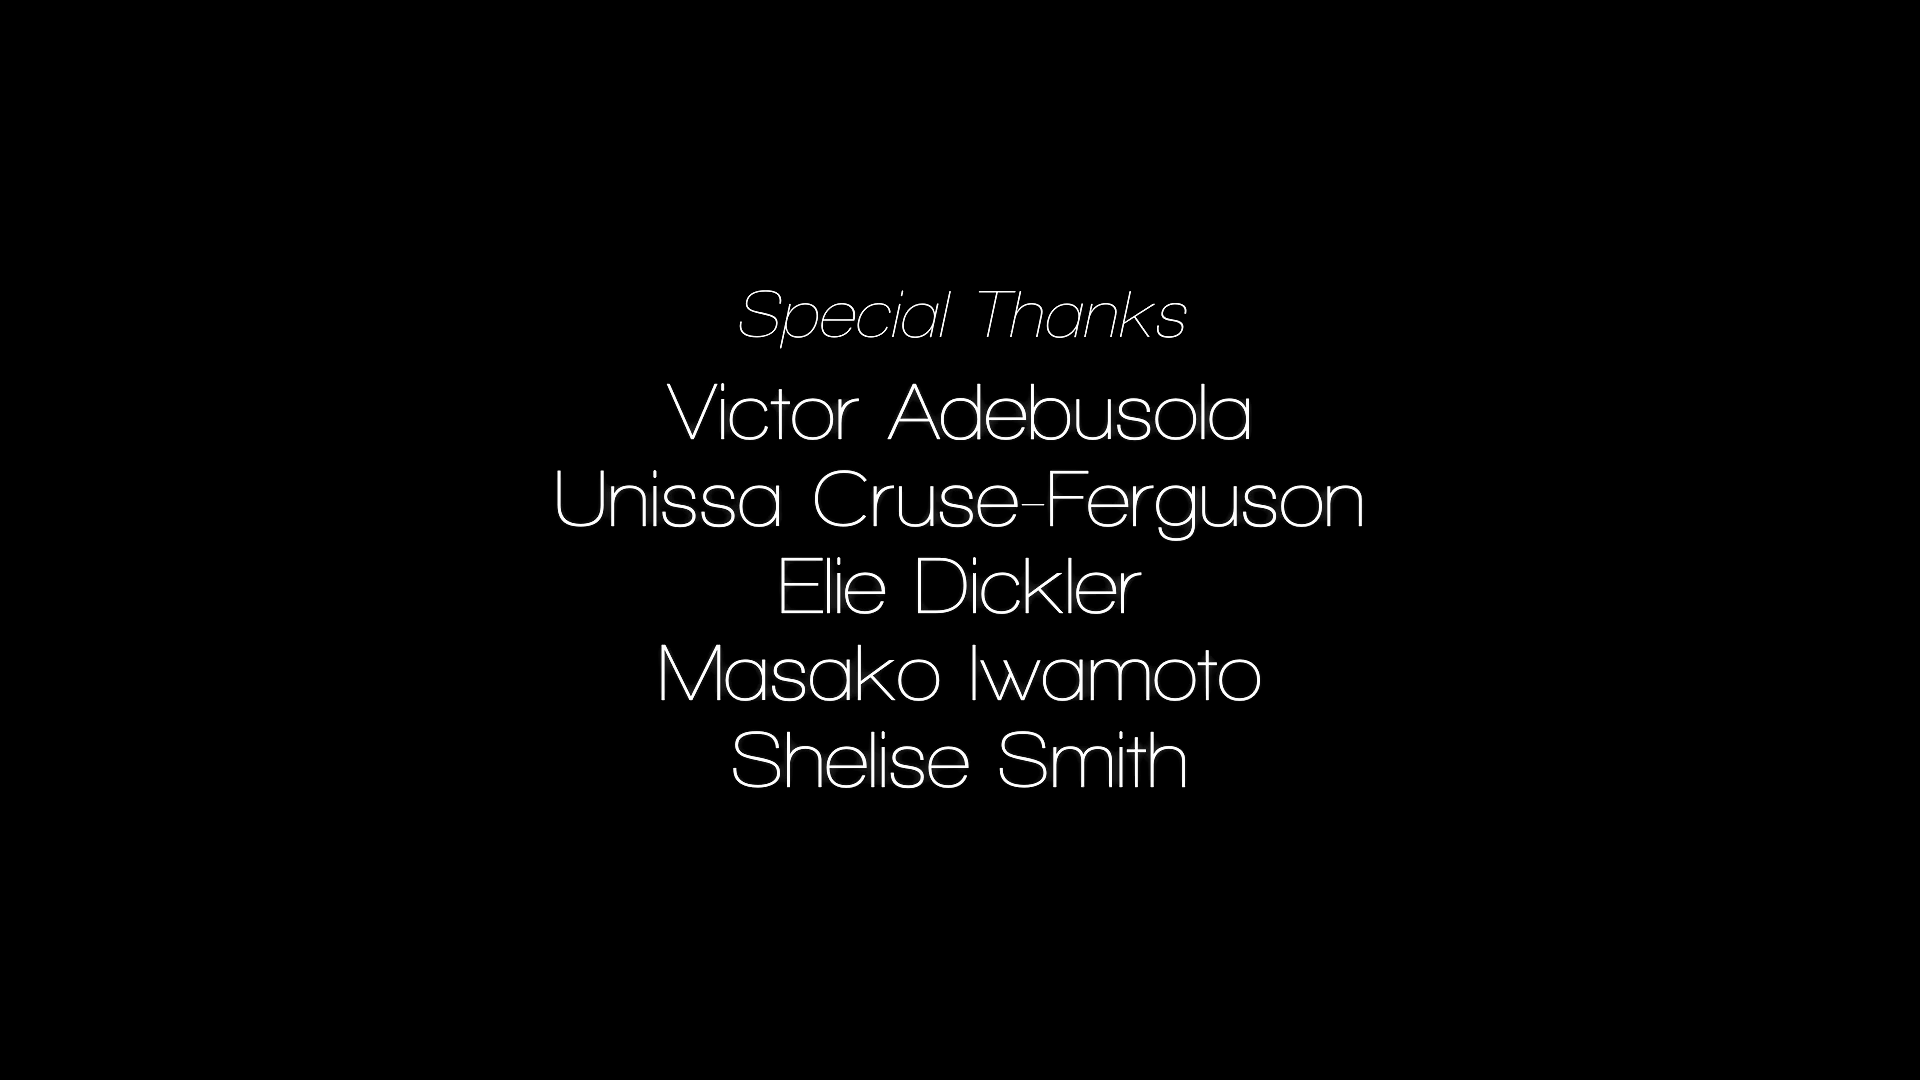 Special Thanks
Victor Adebusola
Unissa Cruse-Ferguson
Elie Dickler
Masako Iwamoto
Shelise Smith